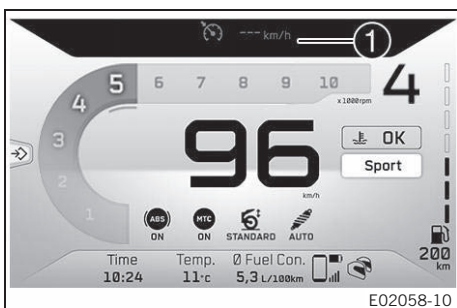 --- km/h
1
5 6 7 8 9 10
x 1000rpm
4
4
3
2
1
96
km/h
OK
Sport
ABS
ON
MTC
ON
STANDARD
AUTO
Time
10:24
Temp.
11°C
Ø Fuel Con.
5,3 L/100km
200
km
E02058-10